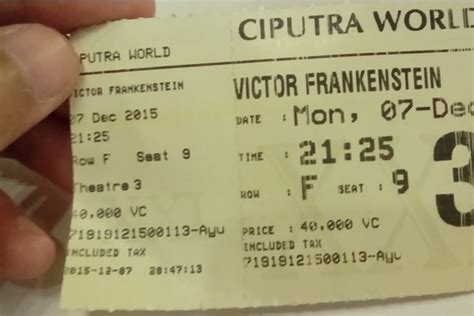 CIPUTRA WORLD
VICTOR FRANKENSTEIN
07 Dec 2015
21:25
Row F Seat 9
Theatre 3
40,000 VC
71919121500113-Ayu
INCLUDED TAX
2015-12-07 20:47:13
CIPUTRA WORLD
VICTOR FRANKENSTEIN
DATE : Mon, 07-Dec
TIME : 21:25
ROW : F SEAT : 9
3
PRICE : 40,000 VC
71919121500113-Ayu
INCLUDED TAX